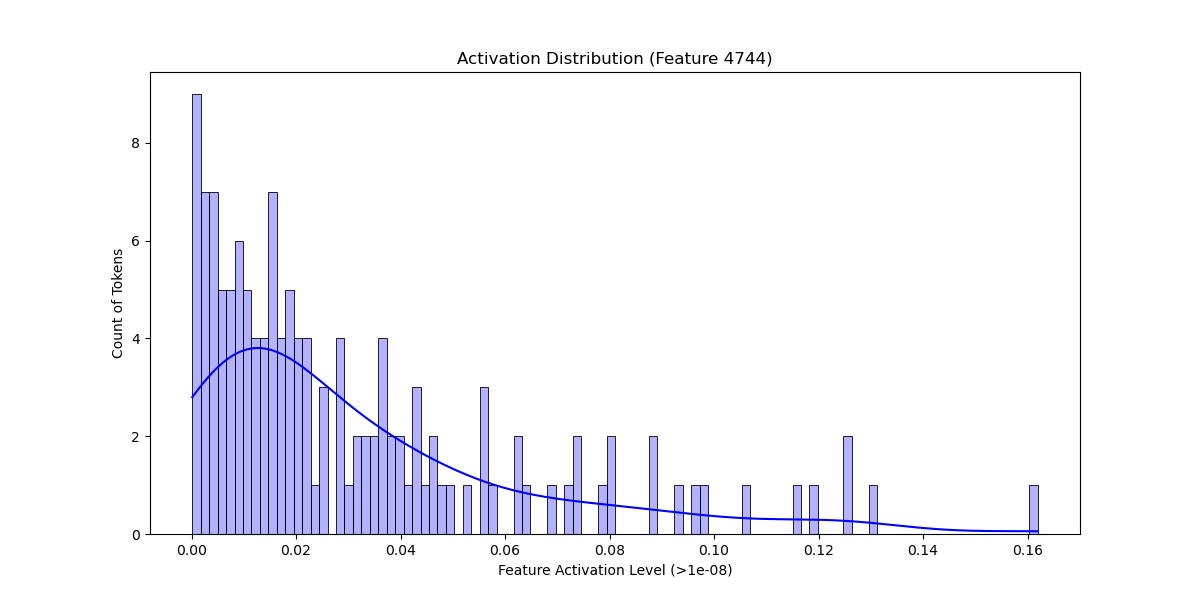 Activation Distribution (Feature 4744)
Count of Tokens
8
6
4
2
0
0.00 0.02 0.04 0.06 0.08 0.10 0.12 0.14 0.16
Feature Activation Level (>1e-08)